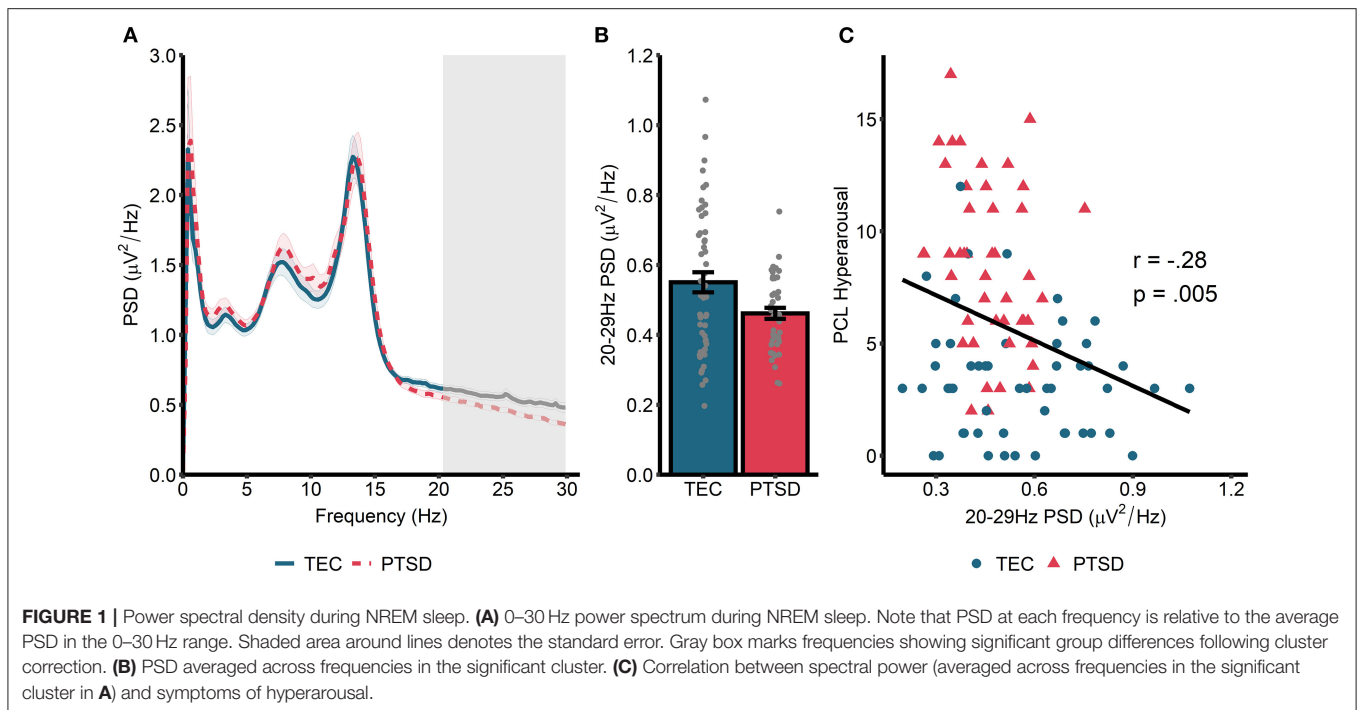 A
PSD (μV²/Hz)
3.0
2.5
2.0
1.5
1.0
0.5
0.0
0 5 10 15 20 25 30
Frequency (Hz)
TEC PTSD
B
20-29Hz PSD (μV²/Hz)
1.2
1.0
0.8
0.6
0.4
0.2
0.0
TEC PTSD
C
PCL Hyperarousal
15
10
5
0
r = -.28
p = .005
0.3 0.6 0.9 1.2
20-29Hz PSD (μV²/Hz)
TEC PTSD
FIGURE 1 | Power spectral density during NREM sleep. (A) 0–30 Hz power spectrum during NREM sleep. Note that PSD at each frequency is relative to the average
PSD in the 0–30 Hz range. Shaded area around lines denotes the standard error. Gray box marks frequencies showing significant group differences following cluster
correction. (B) PSD averaged across frequencies in the significant cluster. (C) Correlation between spectral power (averaged across frequencies in the significant
cluster in A) and symptoms of hyperarousal.